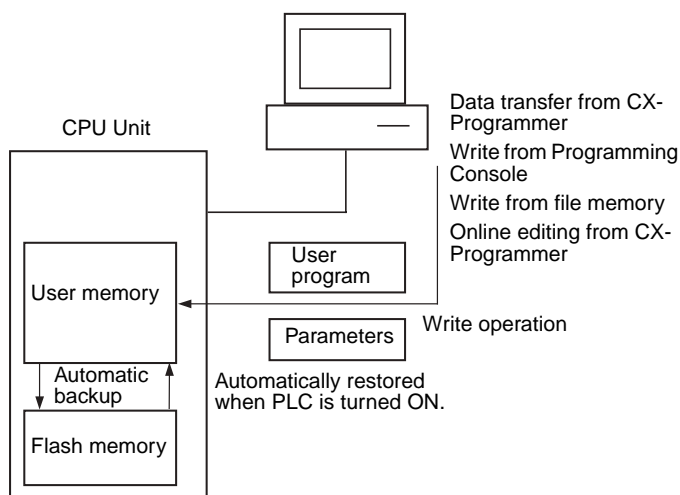 CPU Unit
Data transfer from CX-
Programmer
Write from Programming
Console
Write from file memory
Online editing from CX-
Programmer
User
program
User memory
Write operation
Parameters
Automatic
backup
Automatically restored
when PLC is turned ON.
Flash memory